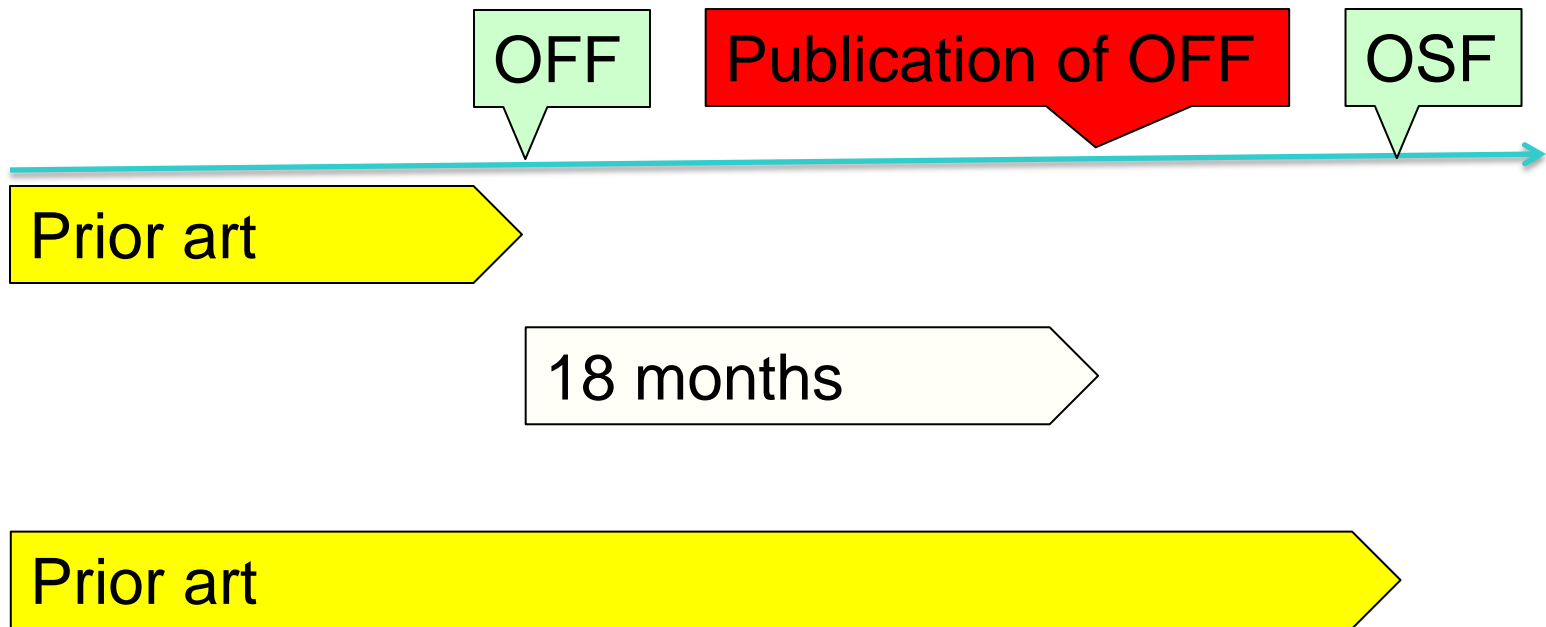 OFF
Publication of OFF
OSF
Prior art
18 months
Prior art